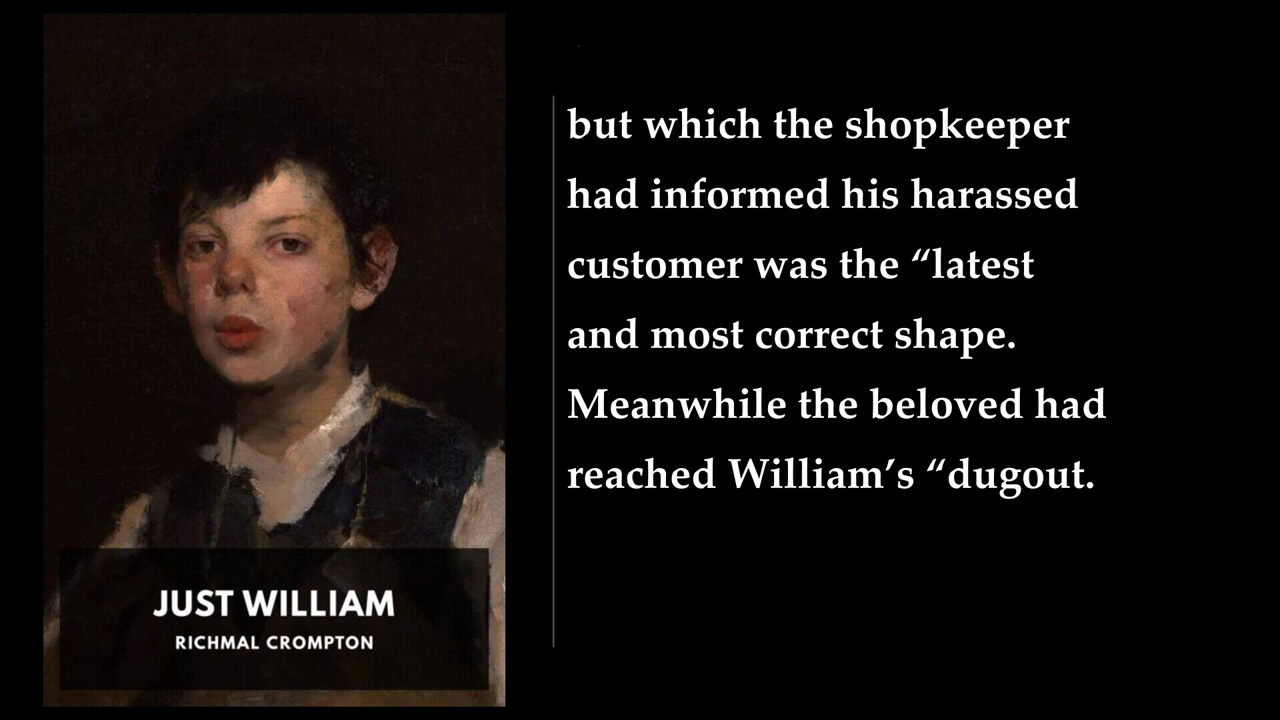 but which the shopkeeper
had informed his harassed
customer was the “latest
and most correct shape.
Meanwhile the beloved had
reached William’s “dugout.
JUST WILLIAM
RICHMAL CROMPTON